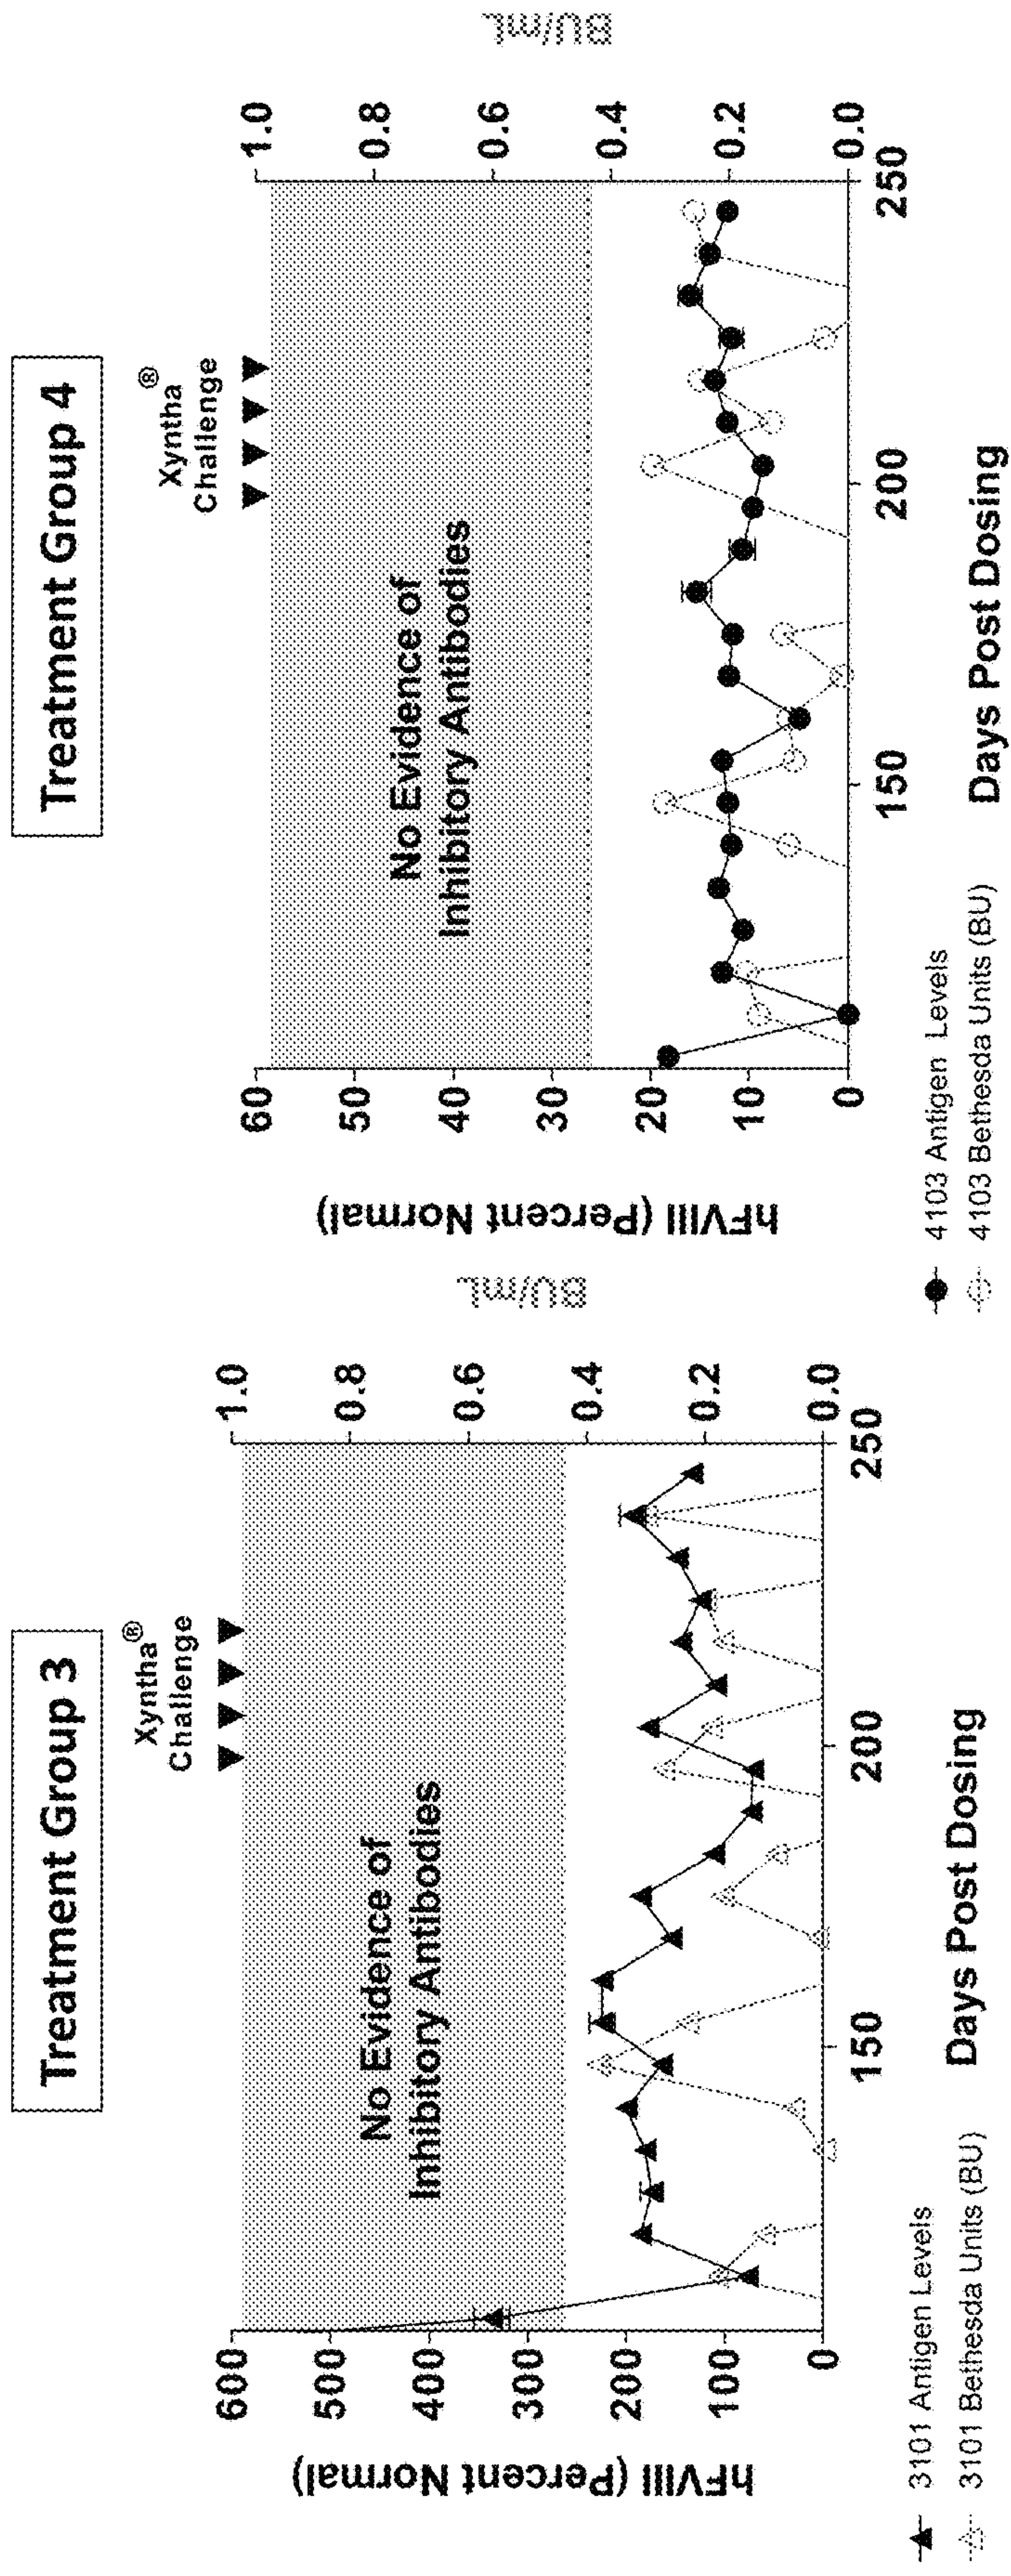 Treatment Group 3
Xyntha®
Challenge
600
500
400
300
200
100
0
hFVIII (Percent Normal)
No Evidence of
Inhibitory Antibodies
1.0
0.8
0.6
0.4
0.2
0.0
BU/mL
150
200
250
Days Post Dosing
3101 Antigen Levels
3101 Bethesda Units (BU)
Treatment Group 4
Xyntha®
Challenge
60
50
40
30
20
10
0
hFVIII (Percent Normal)
No Evidence of
Inhibitory Antibodies
1.0
0.8
0.6
0.4
0.2
0.0
BU/mL
150
200
250
Days Post Dosing
4103 Antigen Levels
4103 Bethesda Units (BU)